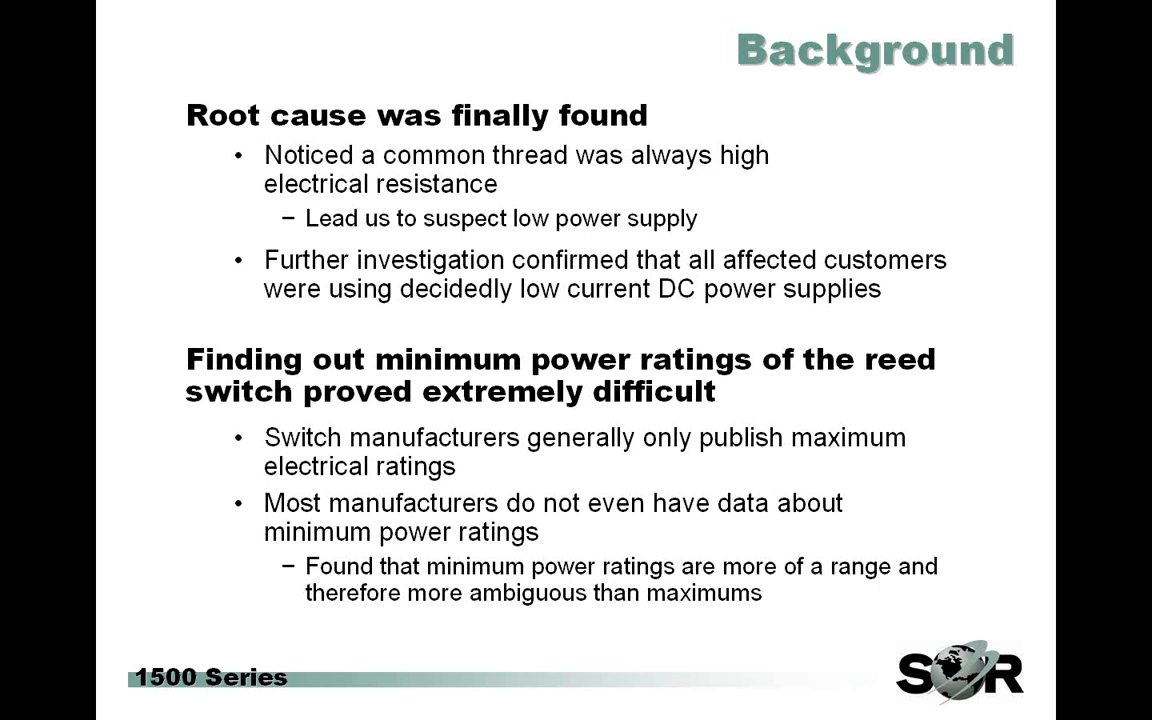 Background
Root cause was finally found
• Noticed a common thread was always high
electrical resistance
– Lead us to suspect low power supply
• Further investigation confirmed that all affected customers
were using decidedly low current DC power supplies
Finding out minimum power ratings of the reed
switch proved extremely difficult
• Switch manufacturers generally only publish maximum
electrical ratings
• Most manufacturers do not even have data about
minimum power ratings
– Found that minimum power ratings are more of a range and
therefore more ambiguous than maximums
1500 Series
SOR